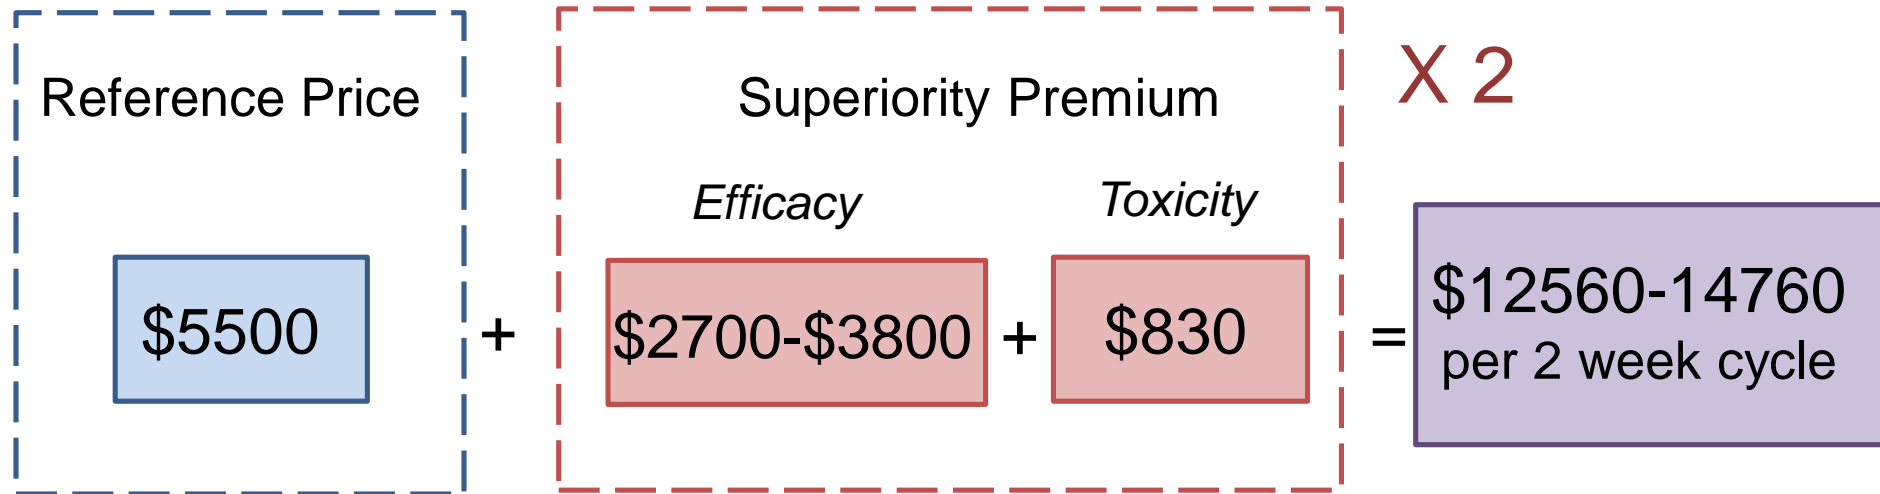 Reference Price
Superiority Premium
X 2
Efficacy
Toxicity
$5500
+
$2700-$3800
+
$830
=
$12560-14760
per 2 week cycle